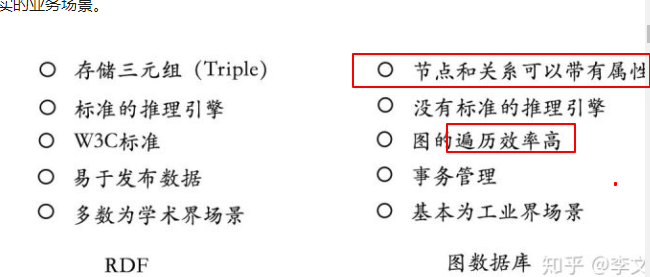 实的业务场景。
存储三元组（Triple）
标准的推理引擎
W3C标准
易于发布数据
多数为学术界场景
RDF
节点和关系可以带有属性
没有标准的推理引擎
图的遍历效率高
事务管理
基本为工业界场景
图数据库
知乎 @李文